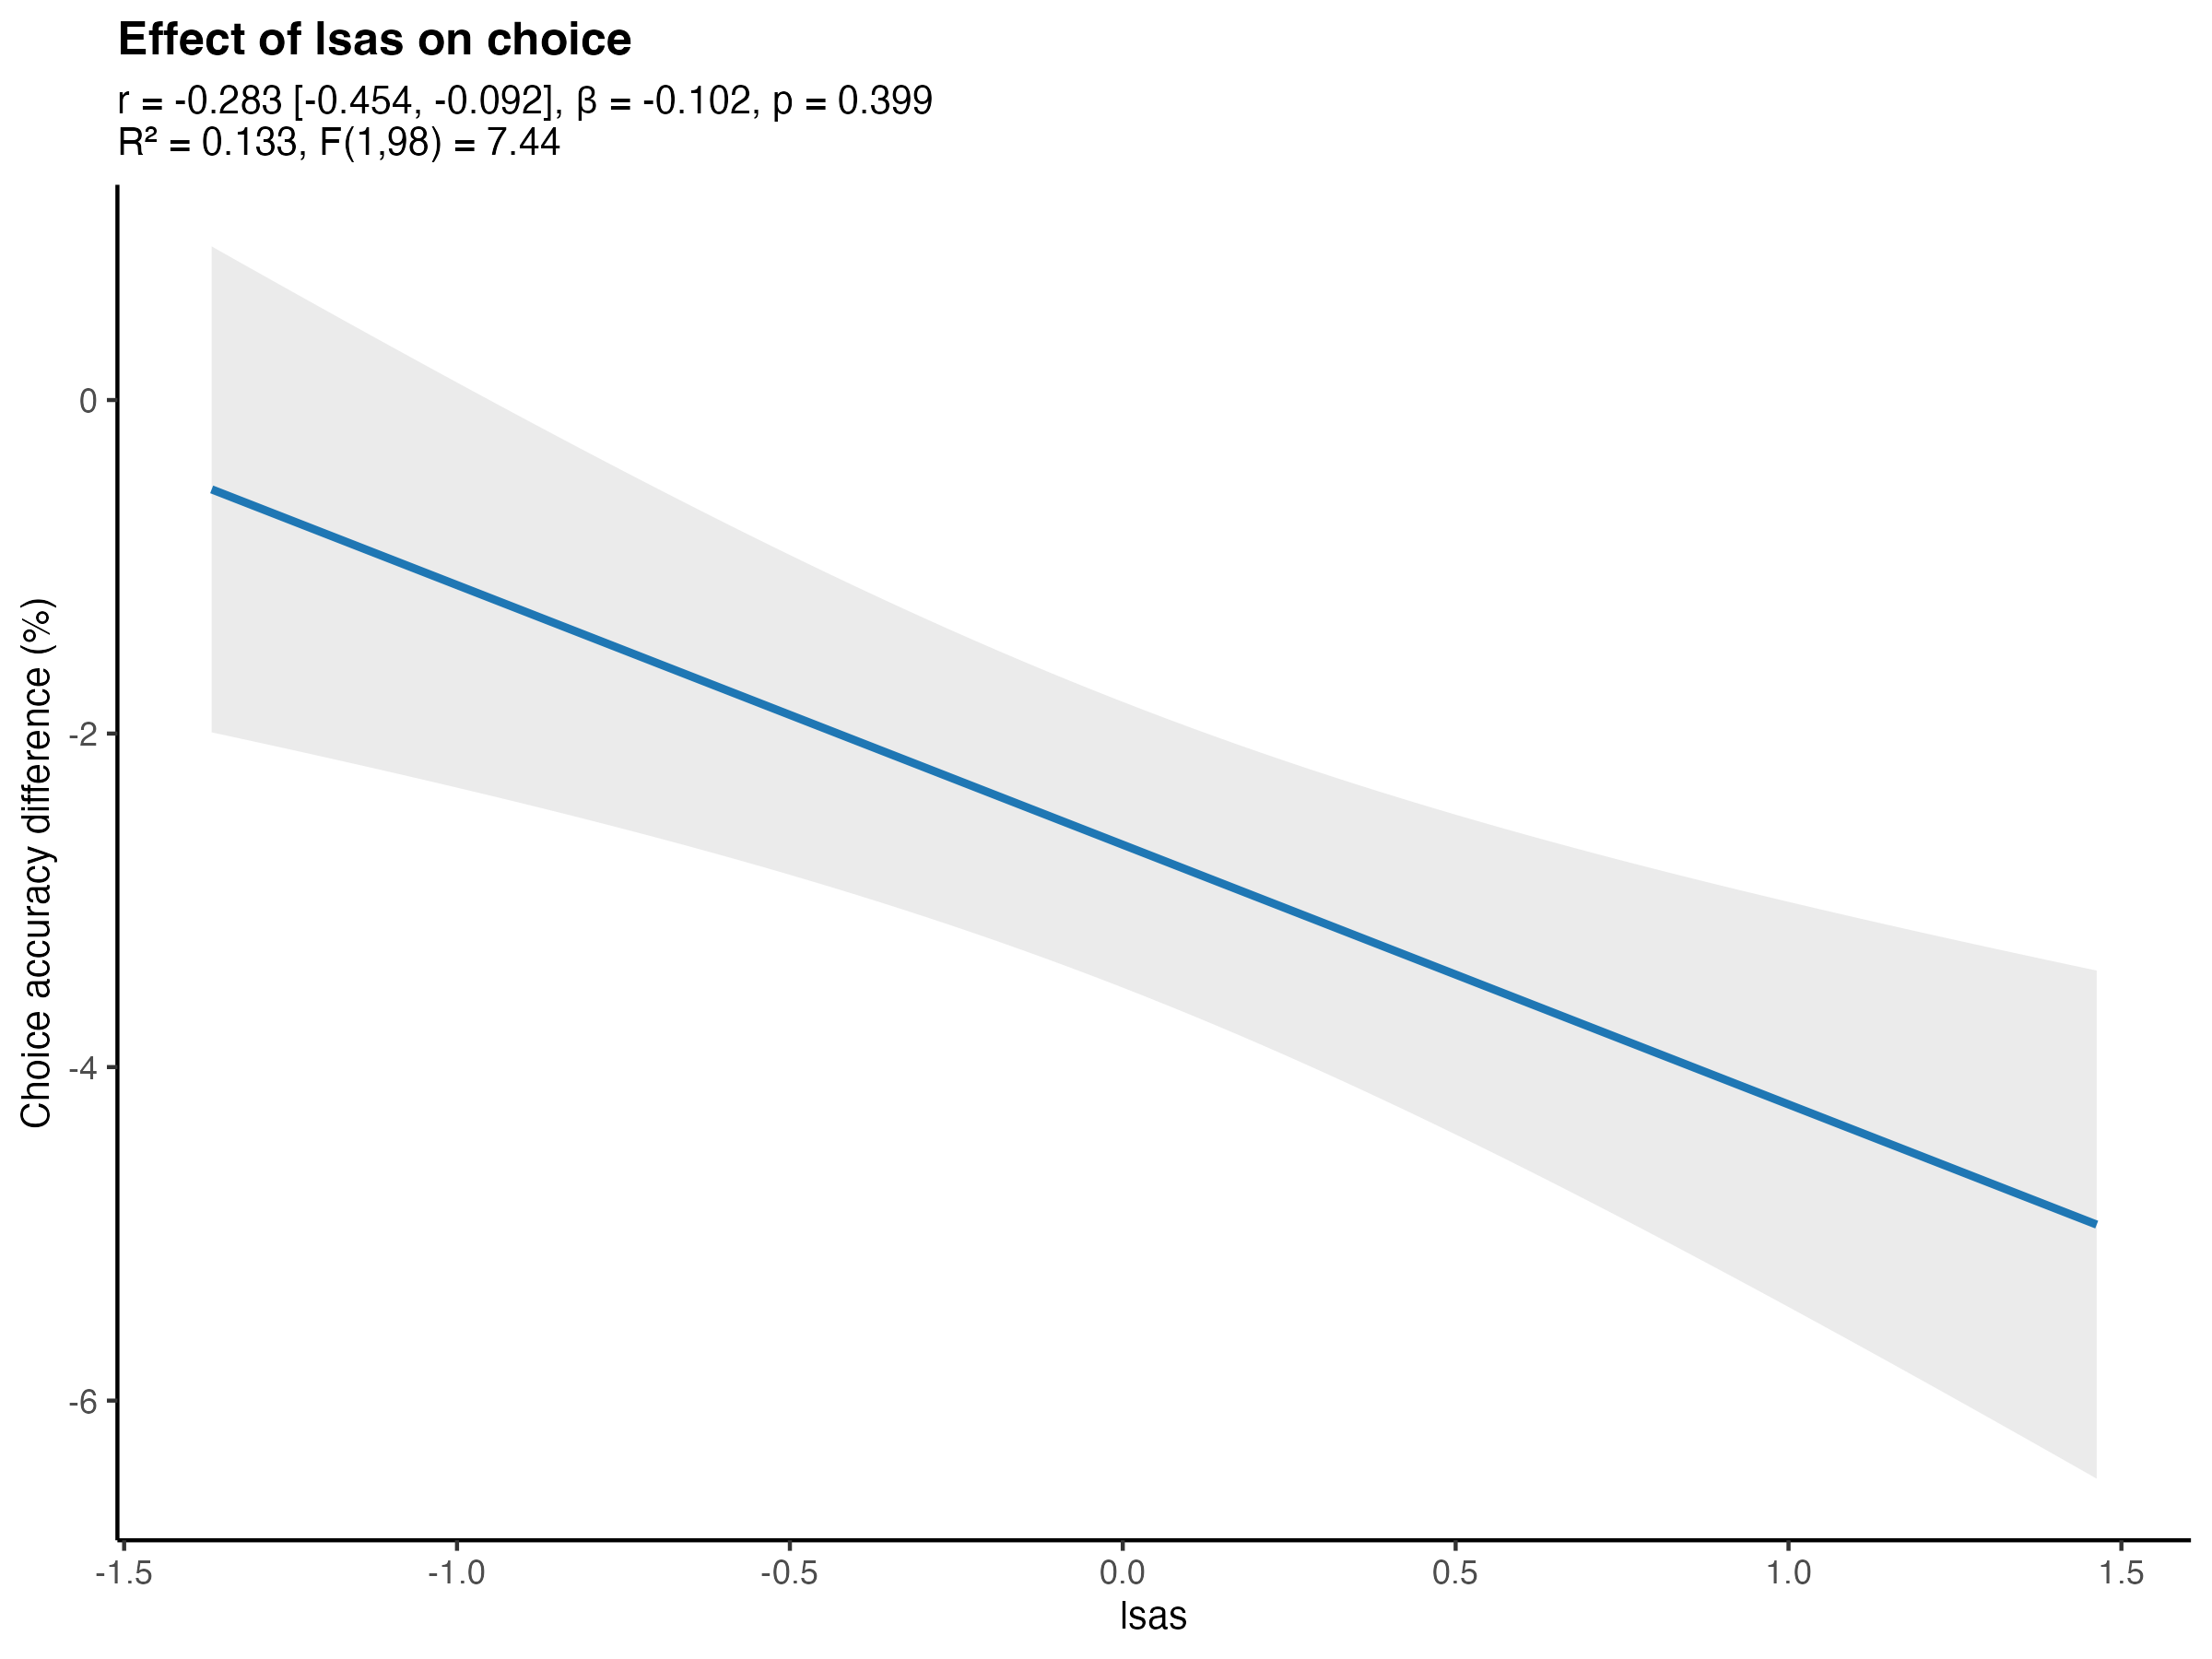 Effect of lsas on choice
r = -0.283 [-0.454, -0.092], β = -0.102, p = 0.399
R² = 0.133, F(1,98) = 7.44
Choice accuracy difference (%)
0
-2
-4
-6
-1.5
-1.0
-0.5
0.0
0.5
1.0
1.5
lsas